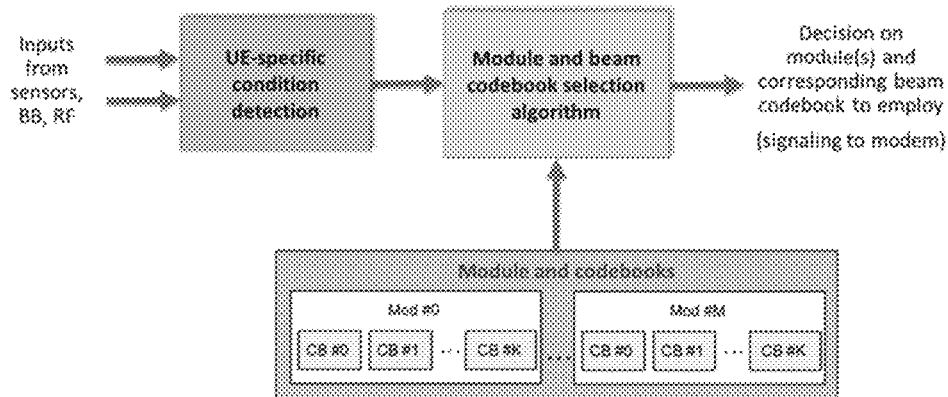 Inputs
from
sensors,
BB, RF
UE-specific
condition
detection
Module and beam
codebook selection
algorithm
Decision on
module(s) and
corresponding beam
codebook to employ
(signaling to modem)
Module and codebooks
Mod #0
CB #0 CB #1 ... CB #K
...
Mod #M
CB #0 CB #1 ... CB #K